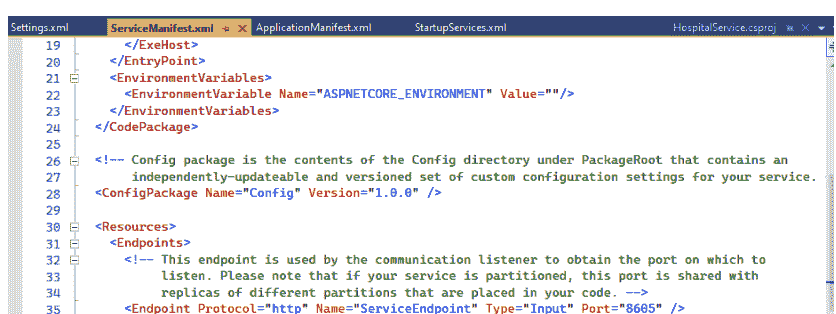 Settings.xml ServiceManifest.xml ApplicationManifest.xml StartupServices.xml HospitalService.csproj
19 </ExeHost>
20 </EntryPoint>
21 <EnvironmentVariables>
22 <EnvironmentVariable Name="ASPNETCORE_ENVIRONMENT" Value=""/>
23 </EnvironmentVariables>
24 </CodePackage>
25
26 <!-- Config package is the contents of the Config directory under PackageRoot that contains an
27 independently-updateable and versioned set of custom configuration settings for your service.
28 <ConfigPackage Name="Config" Version="1.0.0" />
29
30 <Resources>
31 <Endpoints>
32 <!-- This endpoint is used by the communication listener to obtain the port on which to
33 listen. Please note that if your service is partitioned, this port is shared with
34 replicas of different partitions that are placed in your code. -->
35 <Endpoint Protocol="http" Name="ServiceEndpoint" Type="Input" Port="8605" />